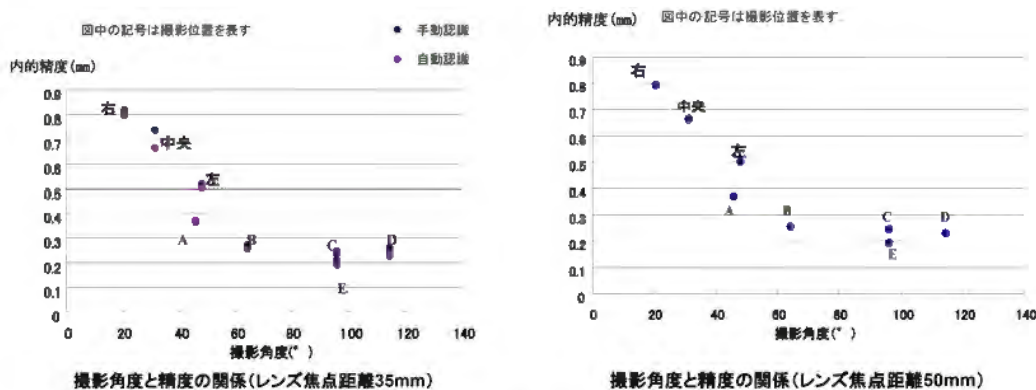 図中の記号は撮影位置を表す
手動認識
自動認識
内的精度(mm)
0.9
0.8
0.7
0.6
0.5
0.4
0.3
0.2
0.1
0
右
中央
左
A
B
C
D
E
0 20 40 60 80 100 120 140
撮影角度(°)
撮影角度と精度の関係(レンズ焦点距離35mm)
内的精度(mm)
図中の記号は撮影位置を表す
0.9
0.8
0.7
0.6
0.5
0.4
0.3
0.2
0.1
0
右
中央
左
A
B
C
D
E
0 20 40 60 80 100 120 140
撮影角度(°)
撮影角度と精度の関係(レンズ焦点距離50mm)